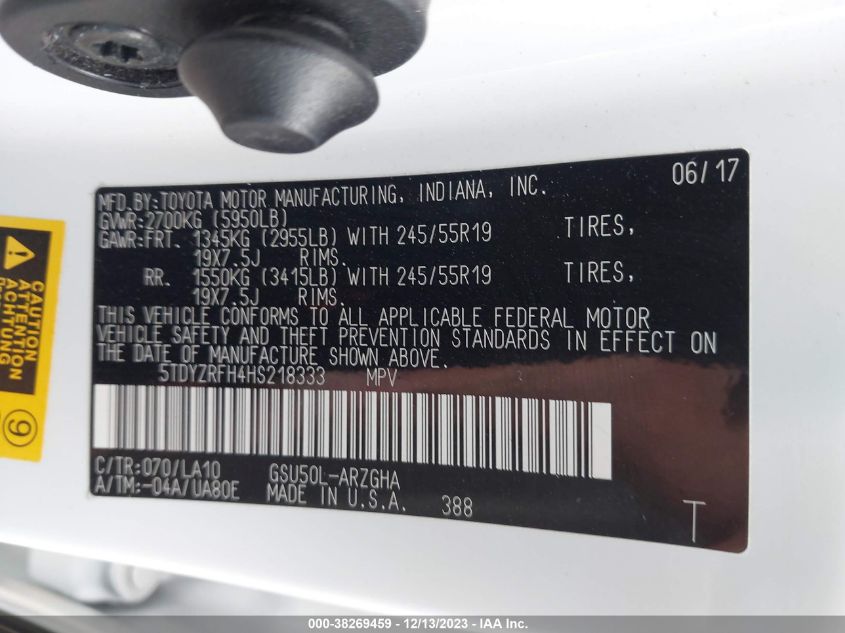 06/17
MFD.BY:TOYOTA MOTOR MANUFACTURING, INDIANA, INC.
GVWR:2700KG (5950LB)
GAWR:FRT. 1345KG (2955LB) WITH 245/55R19 TIRES,
19X7.5J RIMS.
RR. 1550KG (3415LB) WITH 245/55R19 TIRES,
19X7.5J RIMS.
THIS VEHICLE CONFORMS TO ALL APPLICABLE FEDERAL MOTOR
VEHICLE SAFETY AND THEFT PREVENTION STANDARDS IN EFFECT ON
THE DATE OF MANUFACTURE SHOWN ABOVE.
5TDYZRFH4HS218333 MPV
C/TR:070/LA10 GSU50L-ARZGHA
A/TM:-04A/UA80E MADE IN U.S.A. 388
T
CAUTION
ATTENTION
ACHTUNG
9
000-38269459 - 12/13/2023 - IAA Inc.